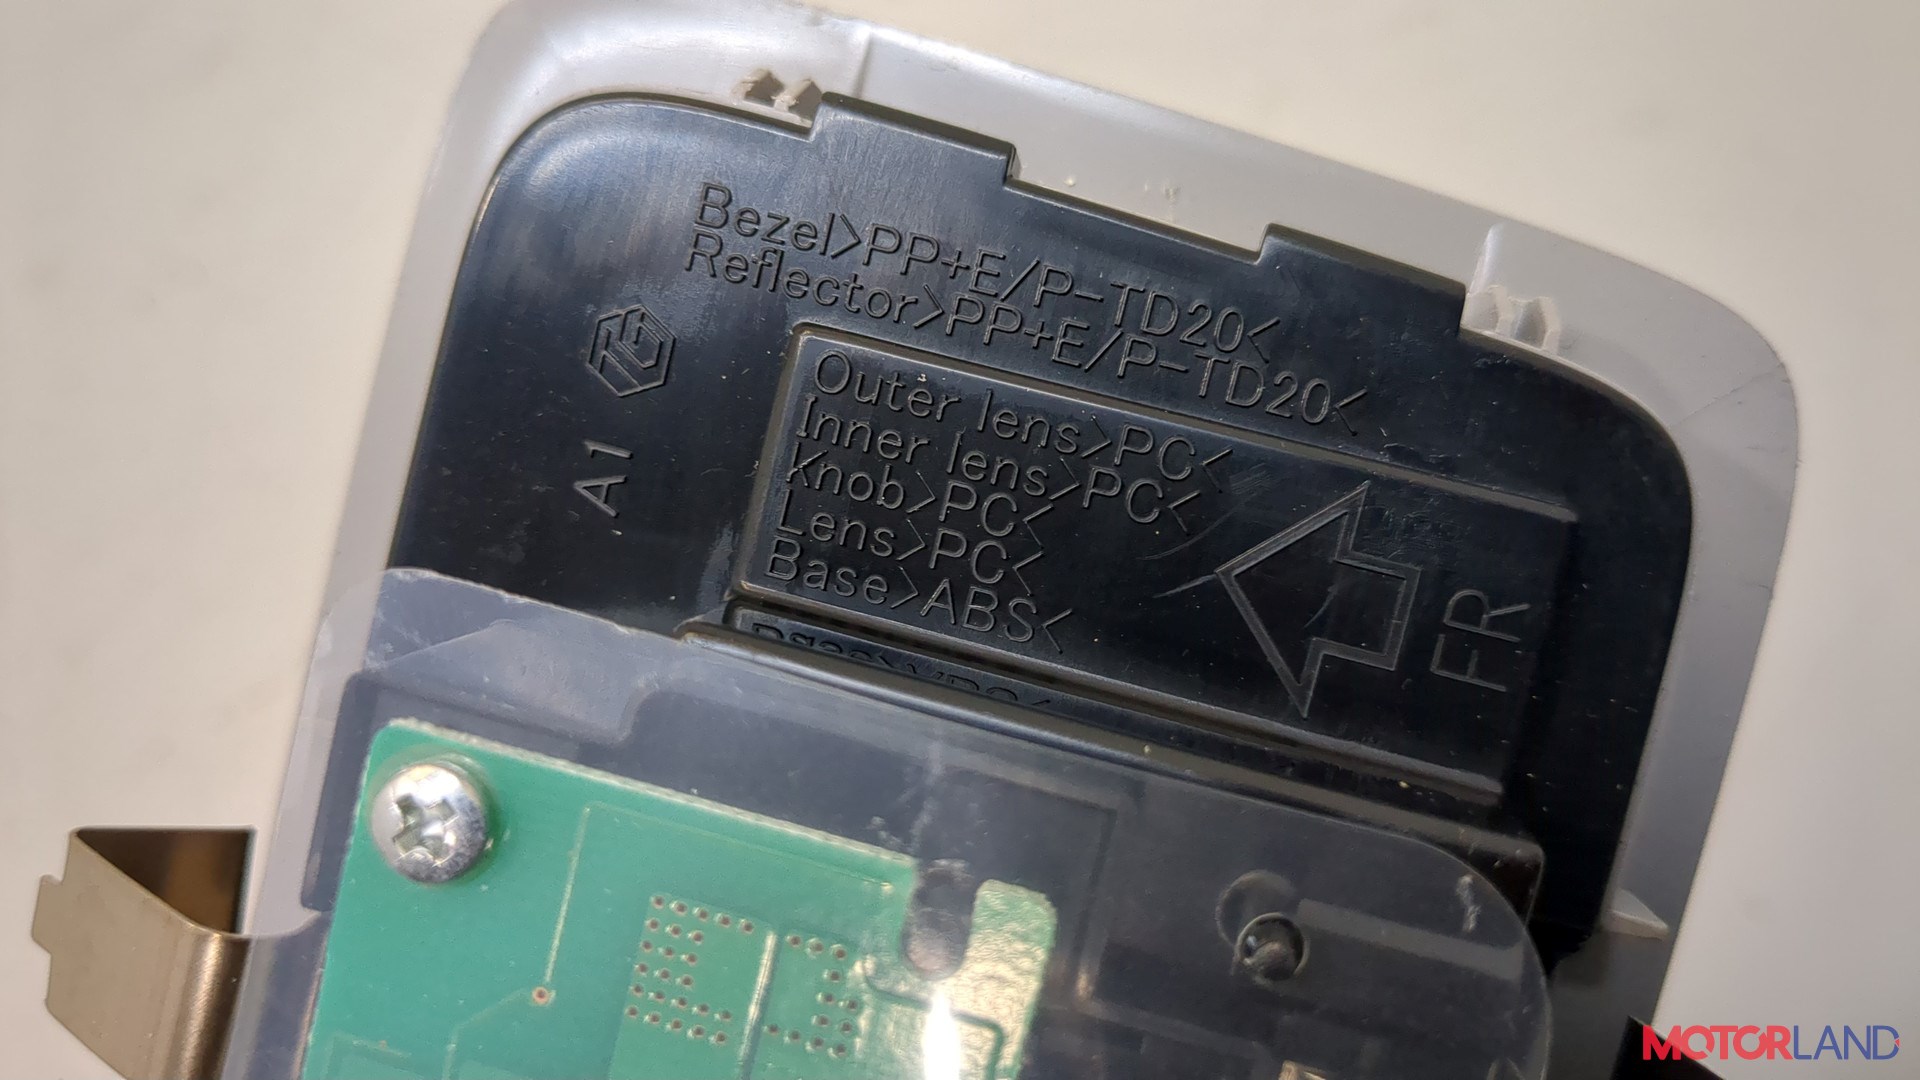 Bezel>PP+E/P-TD20<
Reflector>PP+E/P-TD20<
Outer lens>PC<
Inner lens>PC<
Knob>PC<
Lens>PC<
Base>ABS<
A1
FR
MOTORLAND